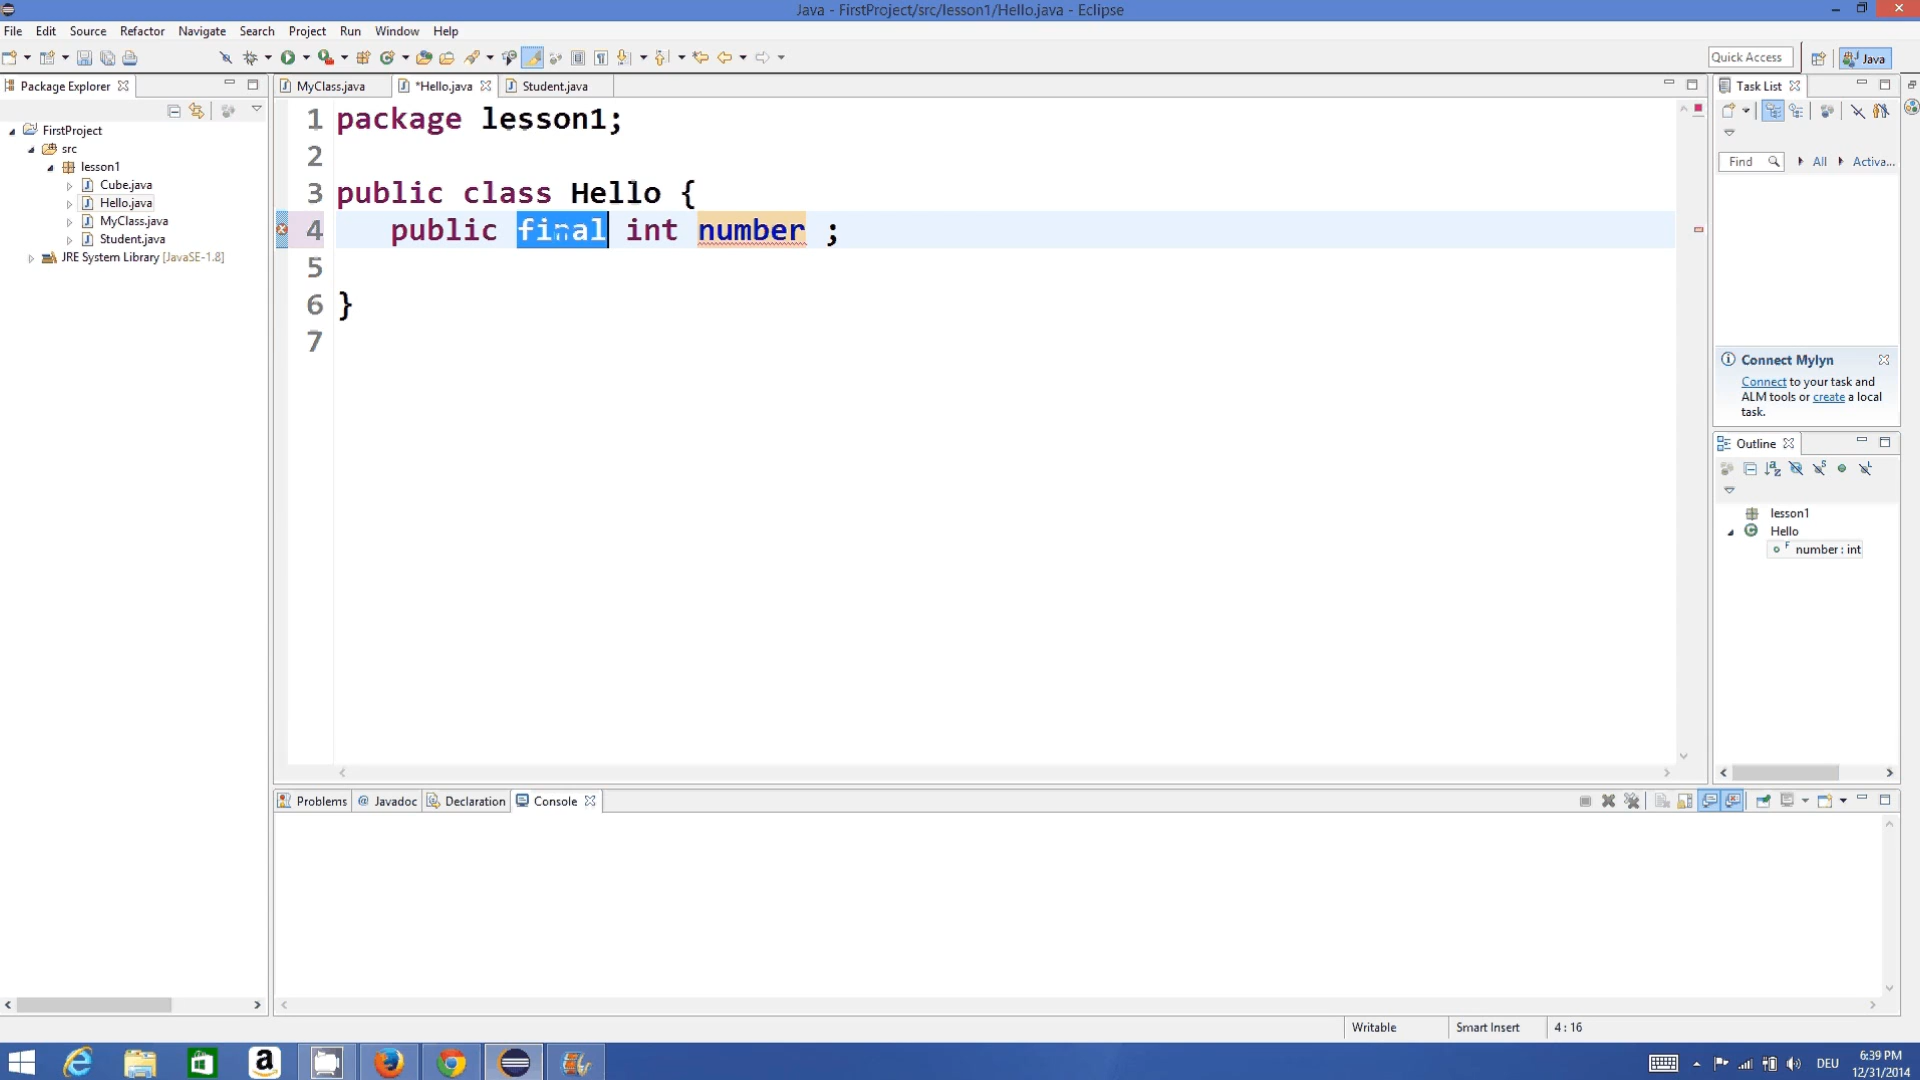 Java - FirstProject/src/lesson1/Hello.java - Eclipse
File Edit Source Refactor Navigate Search Project Run Window Help
Quick Access Java
Package Explorer
FirstProject
src
lesson1
Cube.java
Hello.java
MyClass.java
Student.java
JRE System Library [JavaSE-1.8]
MyClass.java *Hello.java Student.java
1 package lesson1;
2
3 public class Hello {
4 public final int number ;
5
6 }
7
Task List
Find All Activa...
Connect Mylyn
Connect to your task and
ALM tools or create a local
task.
Outline
lesson1
Hello
number : int
Problems Javadoc Declaration Console
Writable Smart Insert 4 : 16
DEU
6:39 PM
12/31/2014